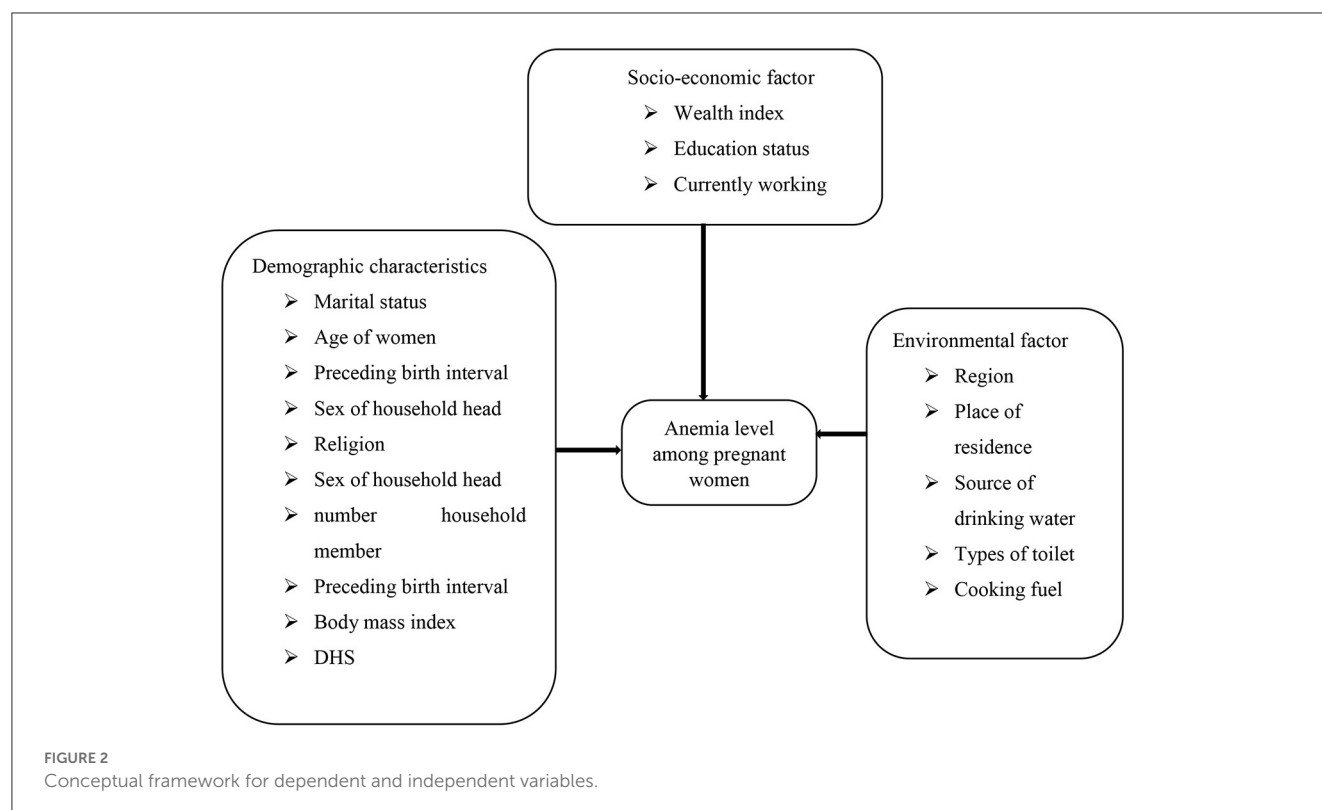 Socio-economic factor
➢ Wealth index
➢ Education status
➢ Currently working
Demographic characteristics
➢ Marital status
➢ Age of women
➢ Preceding birth interval
➢ Sex of household head
➢ Religion
➢ Sex of household head
➢ number household
member
➢ Preceding birth interval
➢ Body mass index
➢ DHS
Anemia level
among pregnant
women
Environmental factor
➢ Region
➢ Place of
residence
➢ Source of
drinking water
➢ Types of toilet
➢ Cooking fuel
FIGURE 2
Conceptual framework for dependent and independent variables.